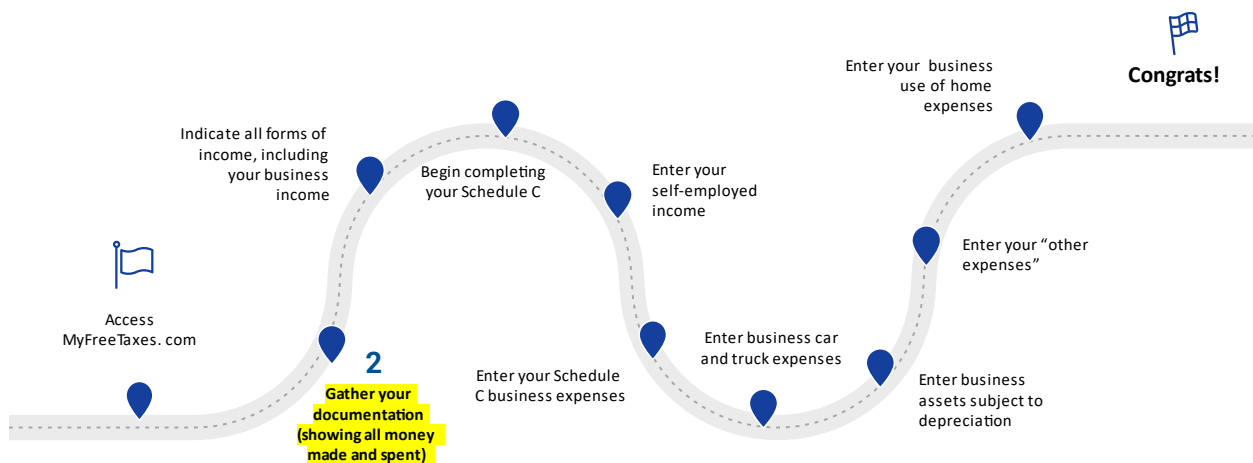 Access
MyFreeTaxes. com
2
Gather your
documentation
(showing all money
made and spent)
Indicate all forms of
income, including
your business
income
Begin completing
your Schedule C
Enter your
self-employed
income
Enter your Schedule
C business expenses
Enter business car
and truck expenses
Enter business
assets subject to
depreciation
Enter your “other
expenses”
Enter your business
use of home
expenses
Congrats!